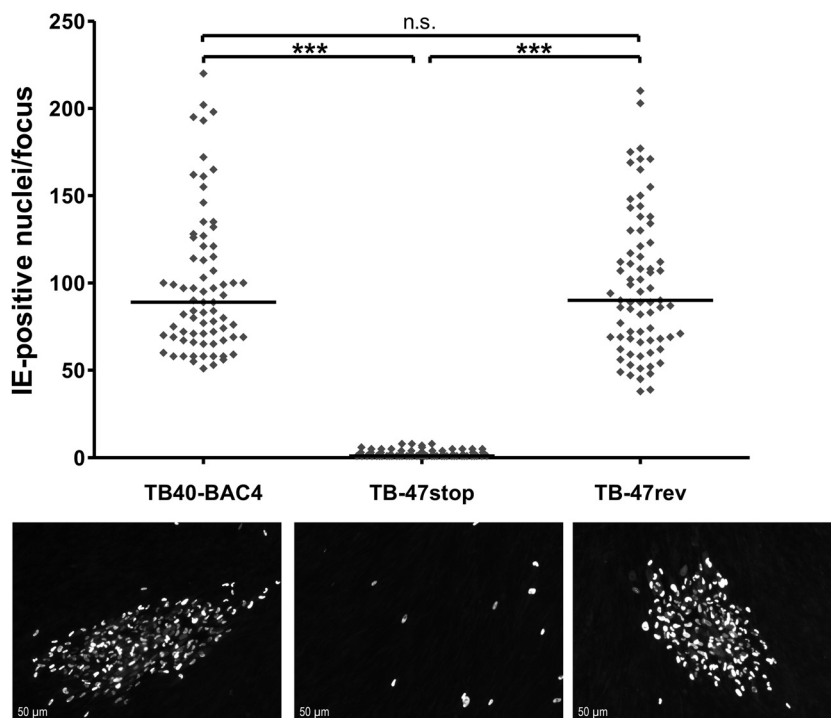 n.s.
*** ***
IE-positive nuclei/focus
250
200
150
100
50
0
TB40-BAC4 TB-47stop TB-47rev
50 µm 50 µm 50 µm